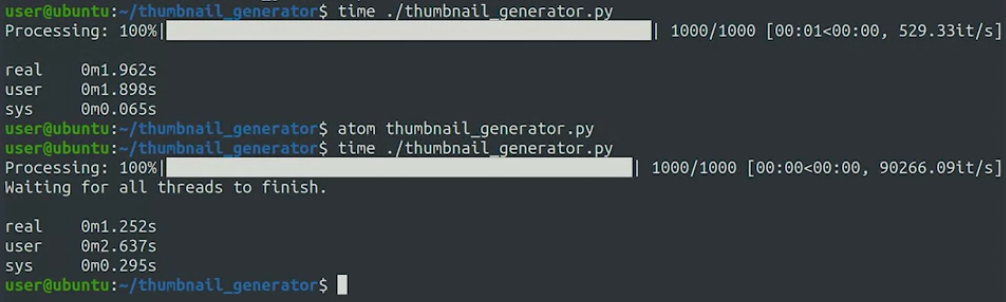 user@ubuntu:~/thumbnail_generator$ time ./thumbnail_generator.py
Processing: 100%|| 1000/1000 [00:01<00:00, 529.33it/s]
real 0m1.962s
user 0m1.898s
sys 0m0.065s
user@ubuntu:~/thumbnail_generator$ atom thumbnail_generator.py
user@ubuntu:~/thumbnail_generator$ time ./thumbnail_generator.py
Processing: 100%|| 1000/1000 [00:00<00:00, 90266.09it/s]
Waiting for all threads to finish.
real 0m1.252s
user 0m2.637s
sys 0m0.295s
user@ubuntu:~/thumbnail_generator$